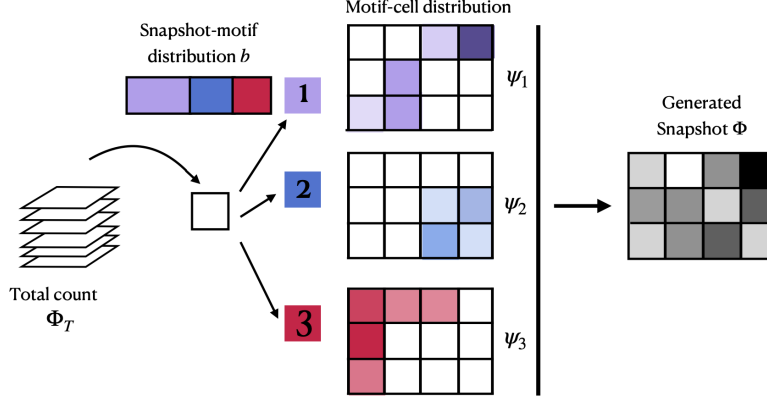 Motif-cell distribution
Snapshot-motif
distribution b
1
ψ1
Generated
Snapshot Φ
2
ψ2
Total count
ΦT
3
ψ3